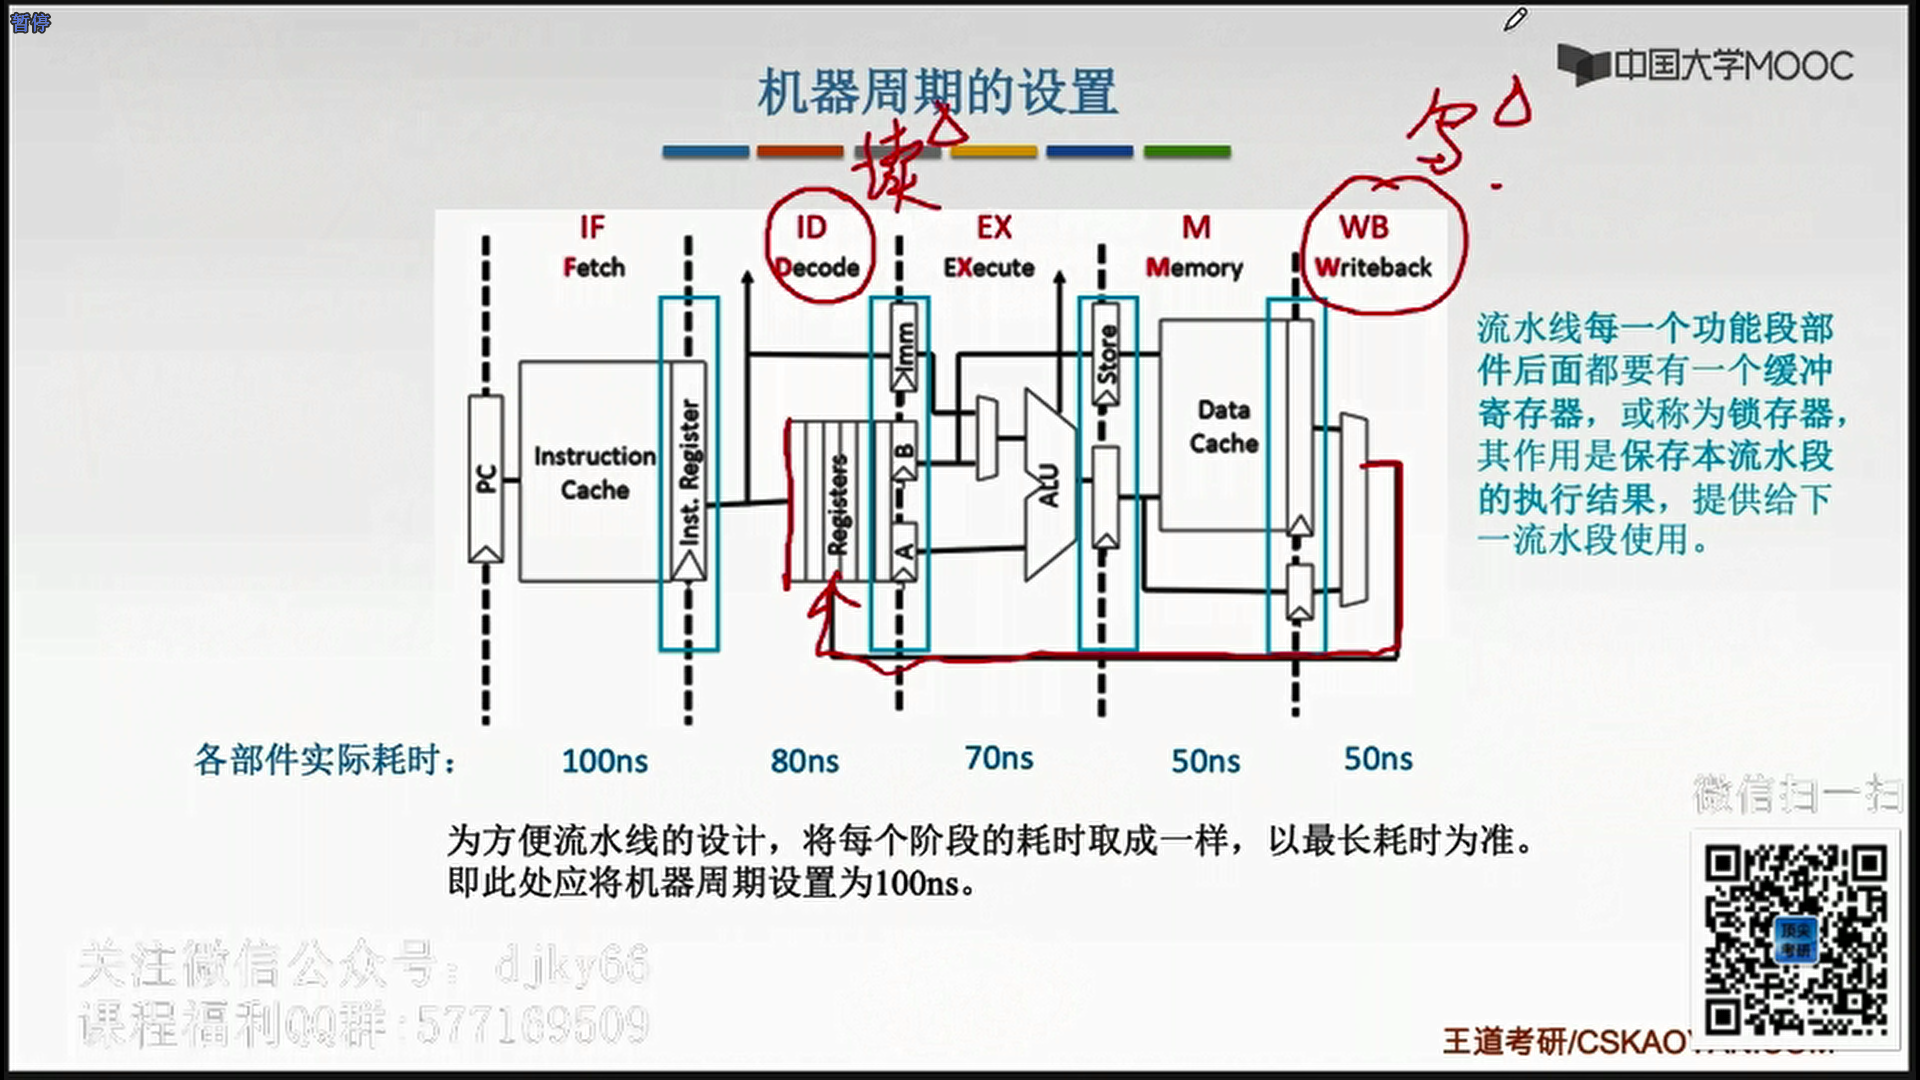 暂停
中国大学MOOC
机器周期的设置
读
写
IF
Fetch
ID
Decode
EX
EXecute
M
Memory
WB
Writeback
PC
Instruction
Cache
Inst. Register
Registers
Imm
B
A
ALU
Store
Data
Cache
流水线每一个功能段部
件后面都要有一个缓冲
寄存器，或称为锁存器，
其作用是保存本流水段
的执行结果，提供给下
一流水段使用。
各部件实际耗时：
100ns
80ns
70ns
50ns
50ns
为方便流水线的设计，将每个阶段的耗时取成一样，以最长耗时为准。
即此处应将机器周期设置为100ns。
微信扫一扫
顶尖
考研
关注微信公众号：djky66
课程福利QQ群:577169509
王道考研/CSKAOYAN.COM